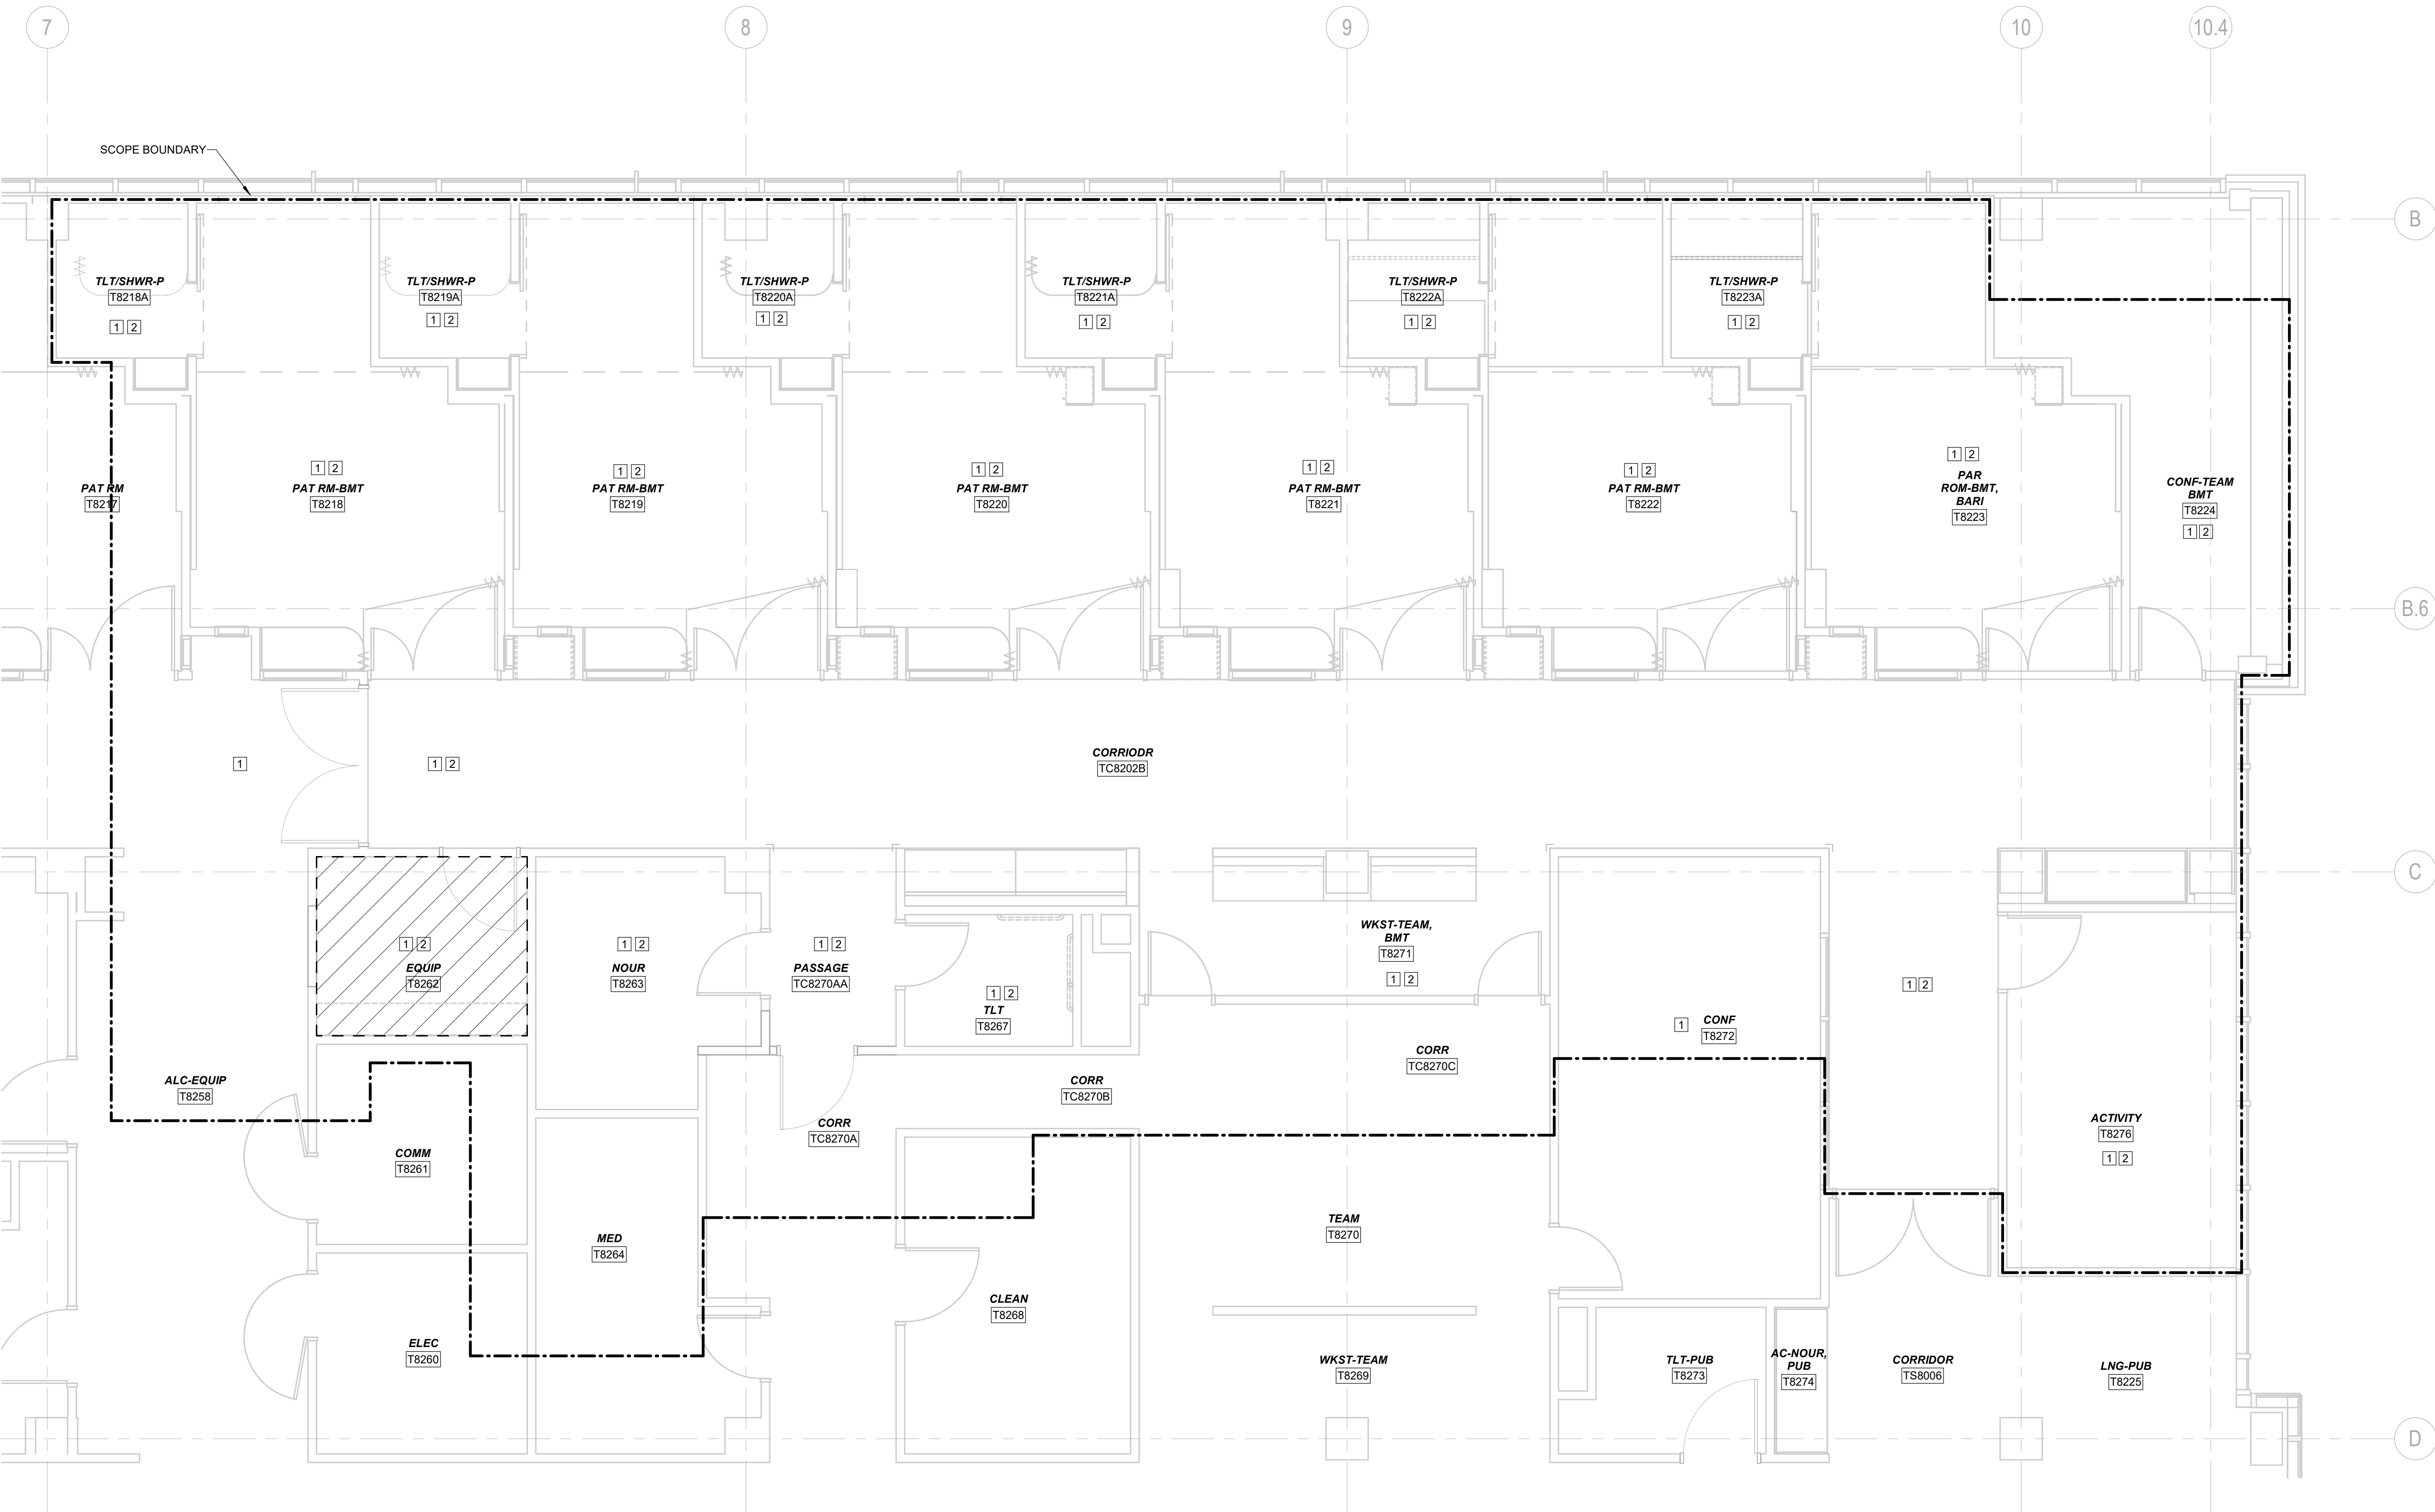 7
8
9
10
10.4
SCOPE BOUNDARY
B
TLT/SHWR-P
T8218A
1 2
TLT/SHWR-P
T8219A
1 2
TLT/SHWR-P
T8220A
1 2
TLT/SHWR-P
T8221A
1 2
TLT/SHWR-P
T8222A
1 2
TLT/SHWR-P
T8223A
1 2
PAT RM
T8217
1 2
PAT RM-BMT
T8218
1 2
PAT RM-BMT
T8219
1 2
PAT RM-BMT
T8220
1 2
PAT RM-BMT
T8221
1 2
PAT RM-BMT
T8222
1 2
PAR
ROM-BMT,
BARI
T8223
CONF-TEAM
BMT
T8224
1 2
B.6
1
1 2
CORRIODR
TC8202B
C
1 2
EQUIP
T8262
1 2
NOUR
T8263
1 2
PASSAGE
TC8270AA
1 2
TLT
T8267
WKST-TEAM,
BMT
T8271
1 2
1 CONF
T8272
1 2
ALC-EQUIP
T8258
CORR
TC8270C
CORR
TC8270B
CORR
TC8270A
ACTIVITY
T8276
1 2
COMM
T8261
MED
T8264
TEAM
T8270
CLEAN
T8268
ELEC
T8260
WKST-TEAM
T8269
TLT-PUB
T8273
AC-NOUR,
PUB
T8274
CORRIDOR
TS8006
LNG-PUB
T8225
D